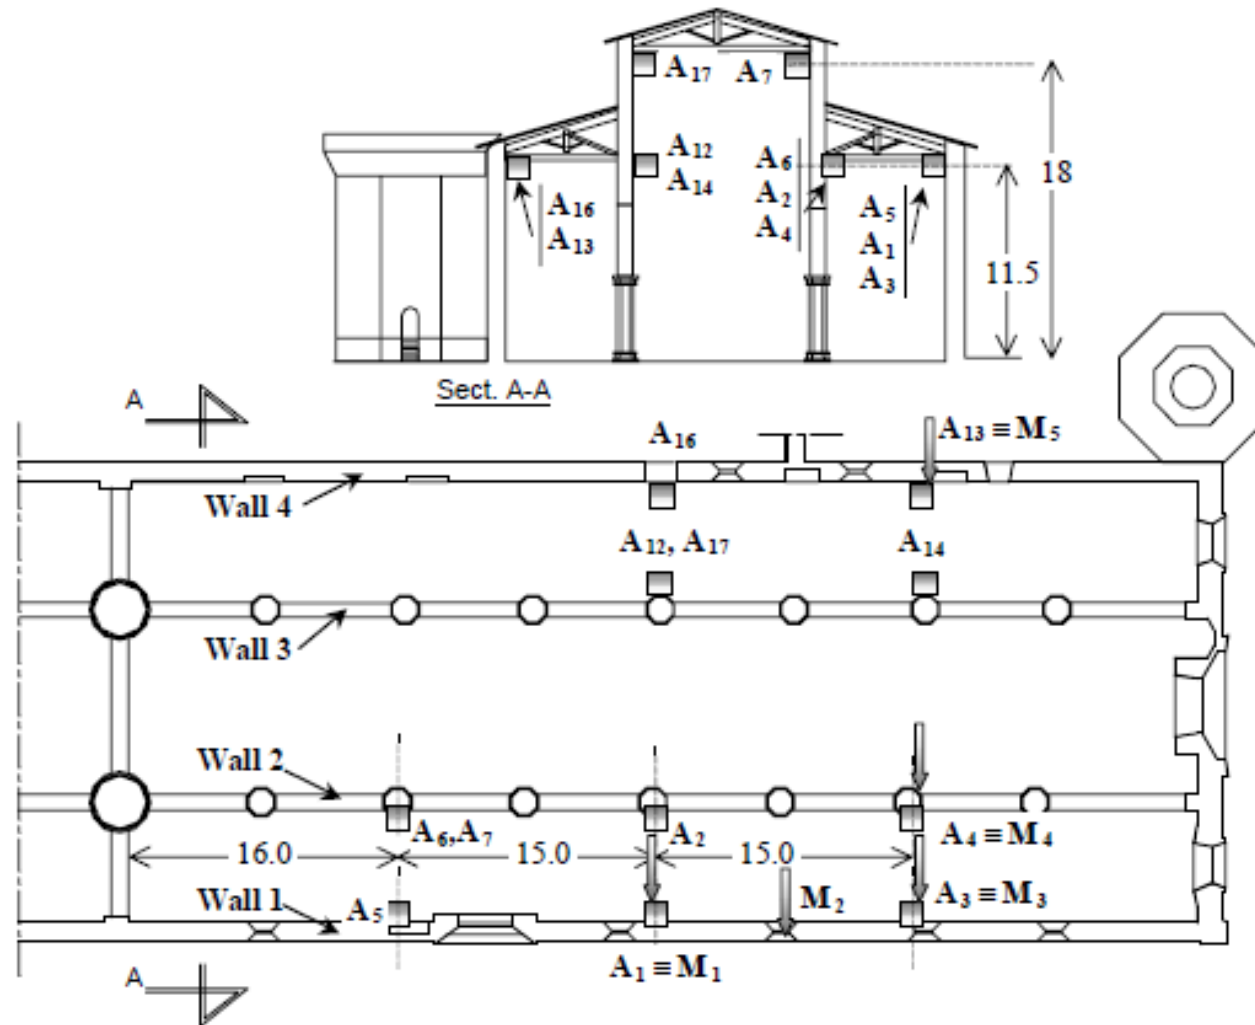 A17 A7
A12
A14
A6
A2
A4
A16
A13
A5
A1
A3
18
11.5
Sect. A-A
A
A16
A13 ≡ M5
Wall 4
A12, A17
A14
Wall 3
Wall 2
A6,A7
A2
A4 ≡ M4
16.0
15.0
15.0
Wall 1
A5
M2
A3 ≡ M3
A1 ≡ M1
A